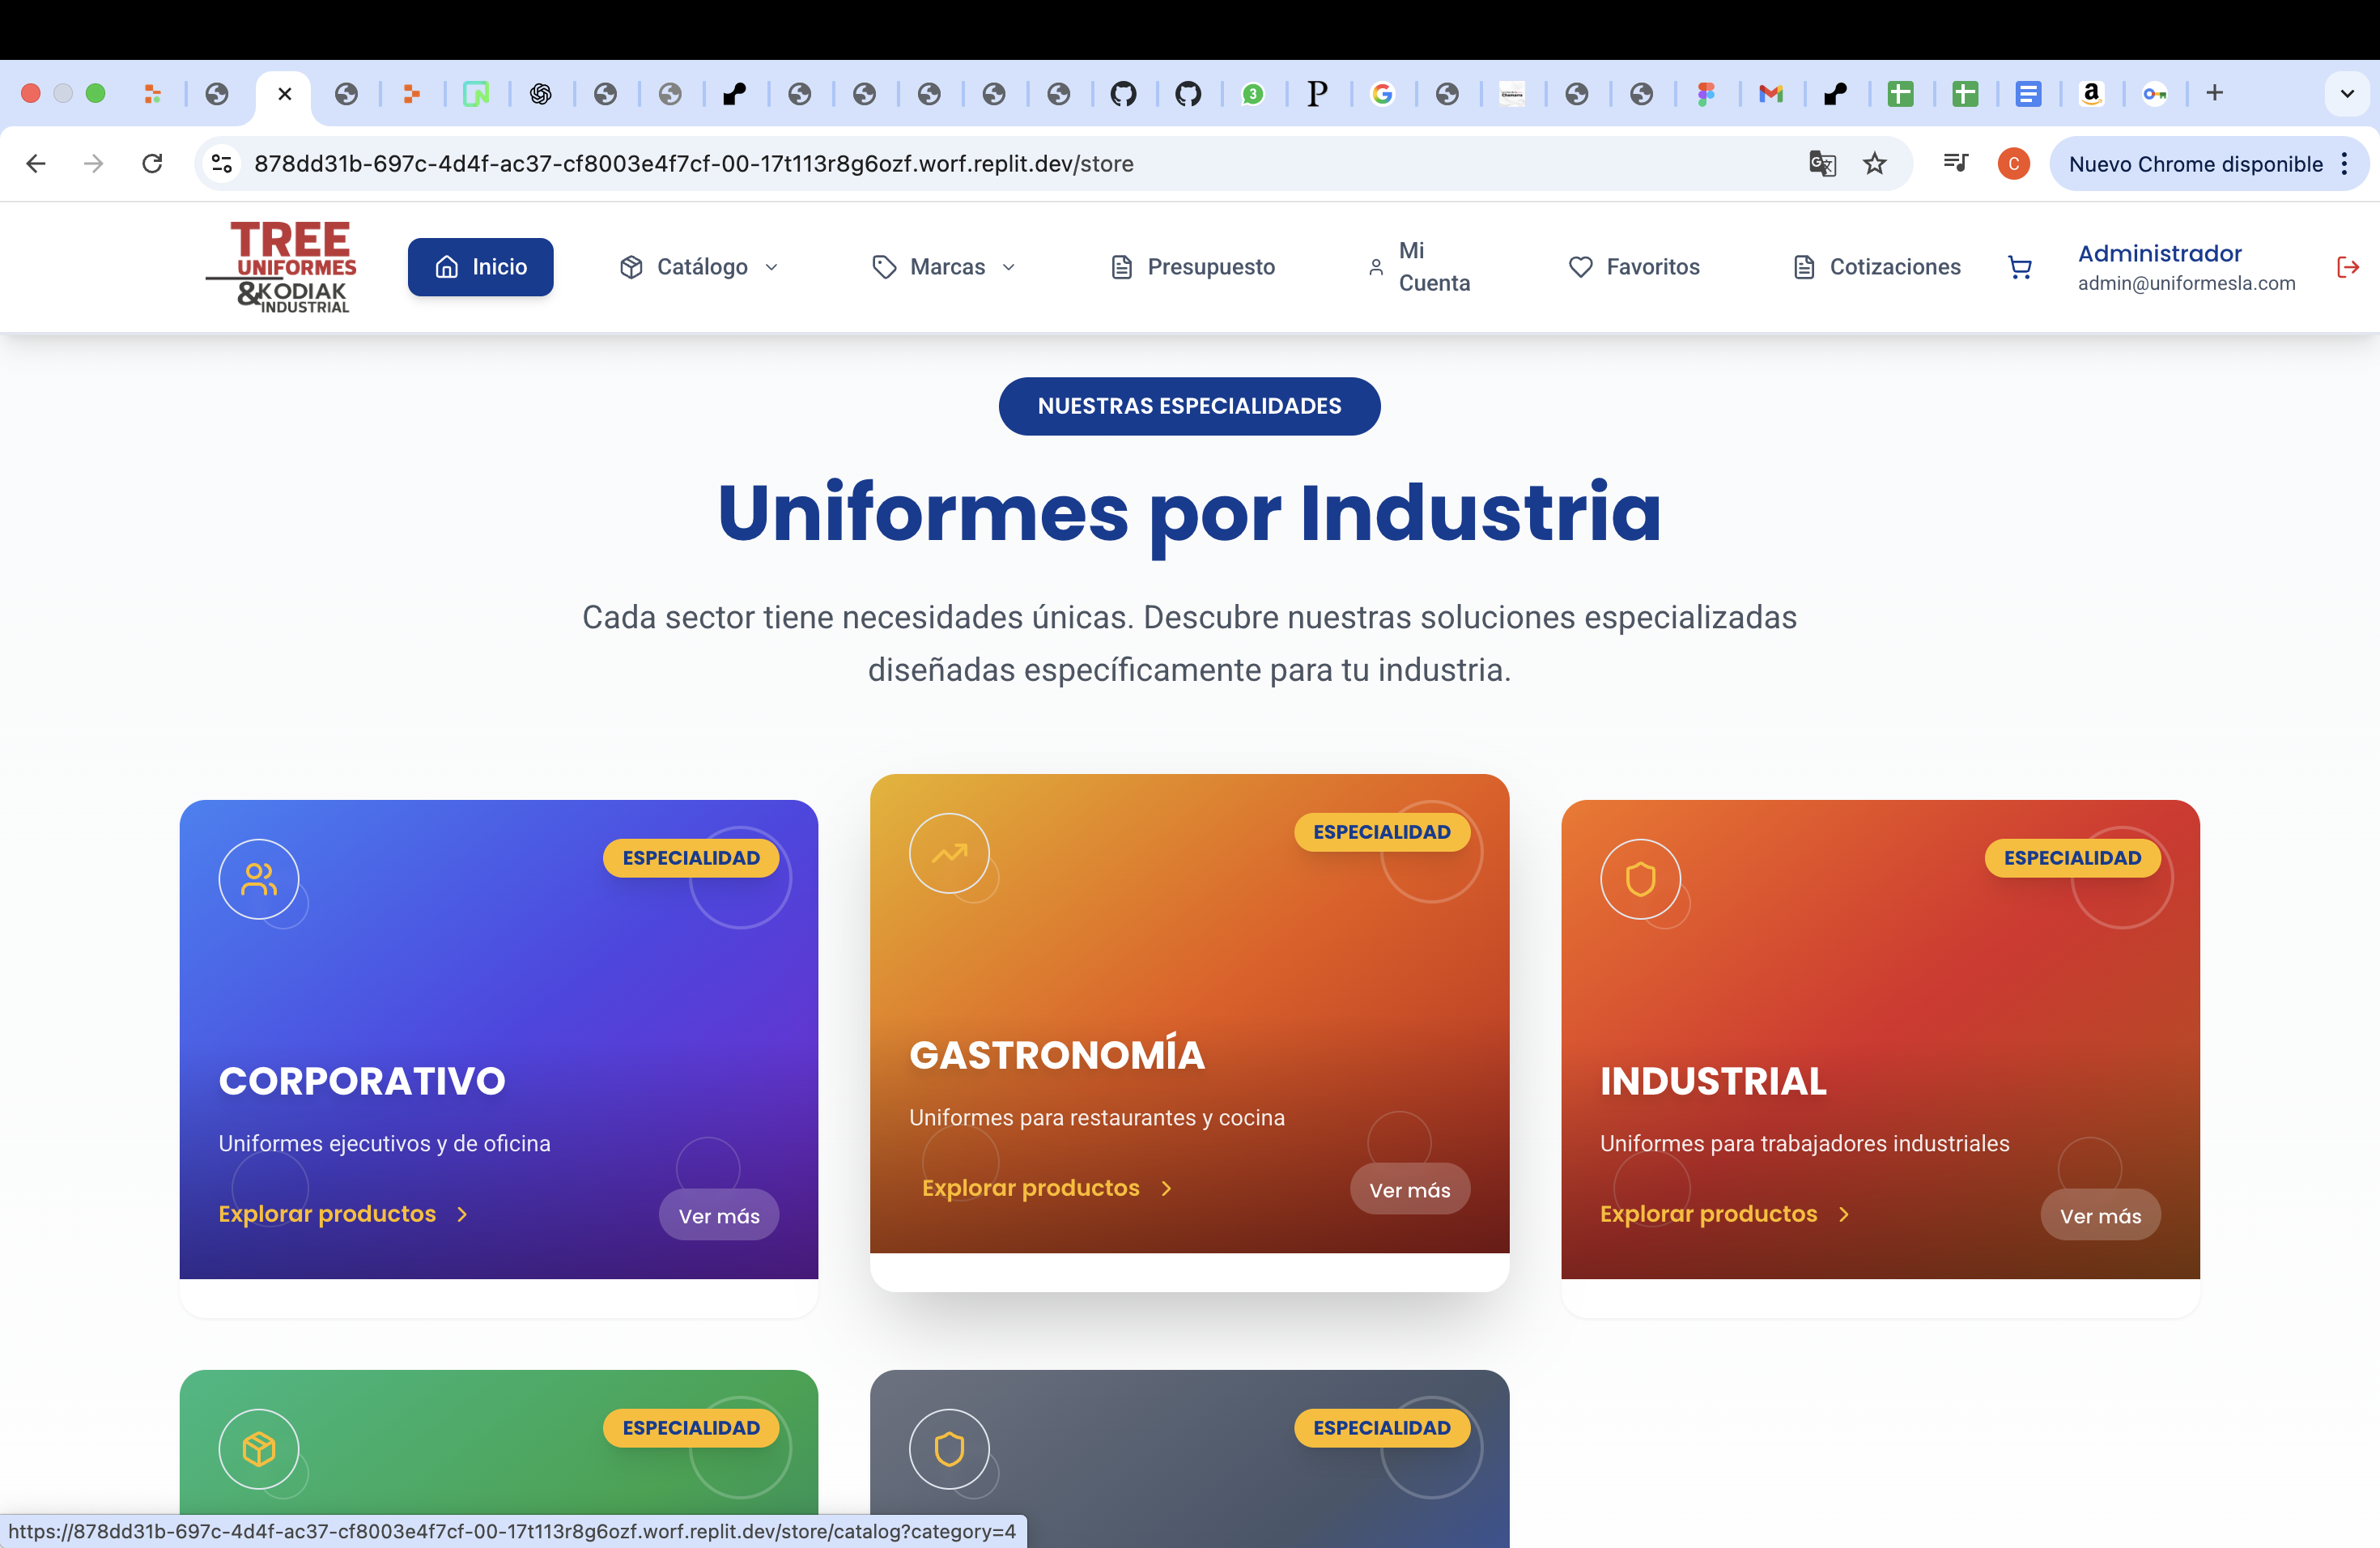 878dd31b-697c-4d4f-ac37-cf8003e4f7cf-00-17t113r8g6ozf.worf.replit.dev/store
Nuevo Chrome disponible
C
3
TREE
UNIFORMES
&KODIAK
INDUSTRIAL
Inicio
Catálogo
Marcas
Presupuesto
Mi
Cuenta
Favoritos
Cotizaciones
Administrador
admin@uniformesla.com
NUESTRAS ESPECIALIDADES
Uniformes por Industria
Cada sector tiene necesidades únicas. Descubre nuestras soluciones especializadas
diseñadas específicamente para tu industria.
ESPECIALIDAD
CORPORATIVO
Uniformes ejecutivos y de oficina
Explorar productos
Ver más
ESPECIALIDAD
GASTRONOMÍA
Uniformes para restaurantes y cocina
Explorar productos
Ver más
ESPECIALIDAD
INDUSTRIAL
Uniformes para trabajadores industriales
Explorar productos
Ver más
ESPECIALIDAD
ESPECIALIDAD
https://878dd31b-697c-4d4f-ac37-cf8003e4f7cf-00-17t113r8g6ozf.worf.replit.dev/store/catalog?category=4